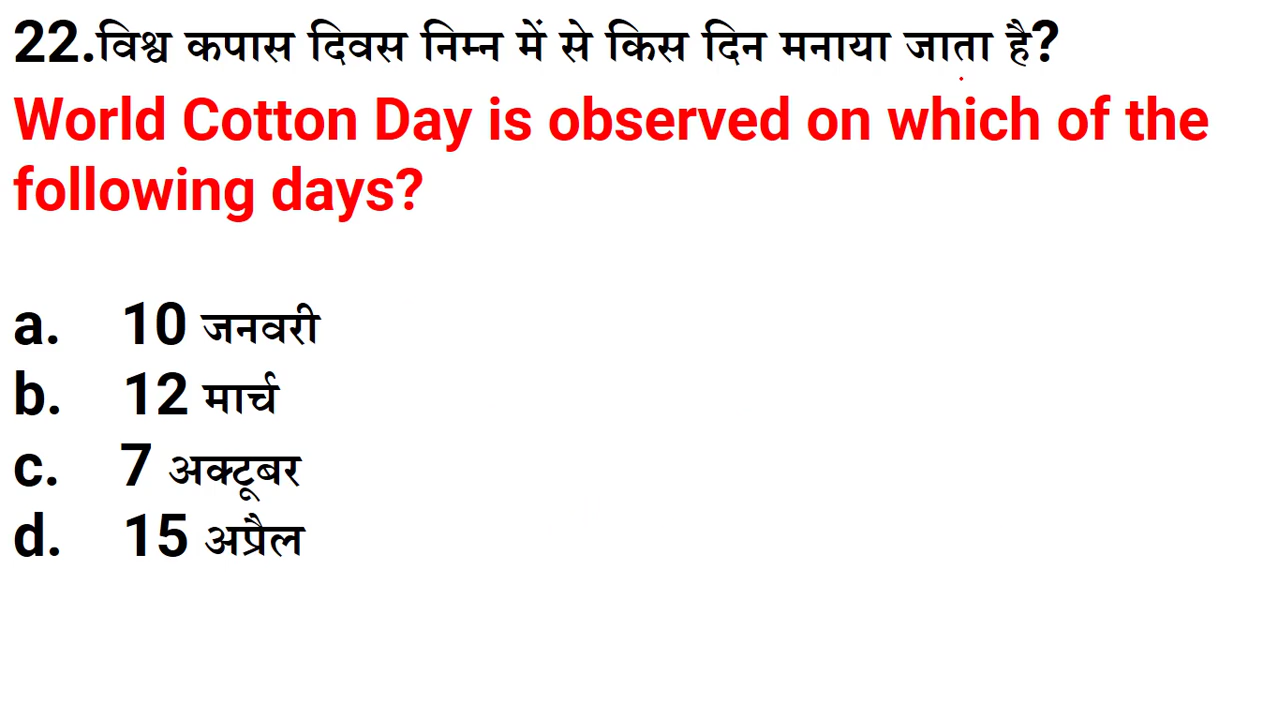 22.विश्व कपास दिवस निम्न में से किस दिन मनाया जाता है?
World Cotton Day is observed on which of the
following days?
a. 10 जनवरी
b. 12 मार्च
c. 7 अक्टूबर
d. 15 अप्रैल